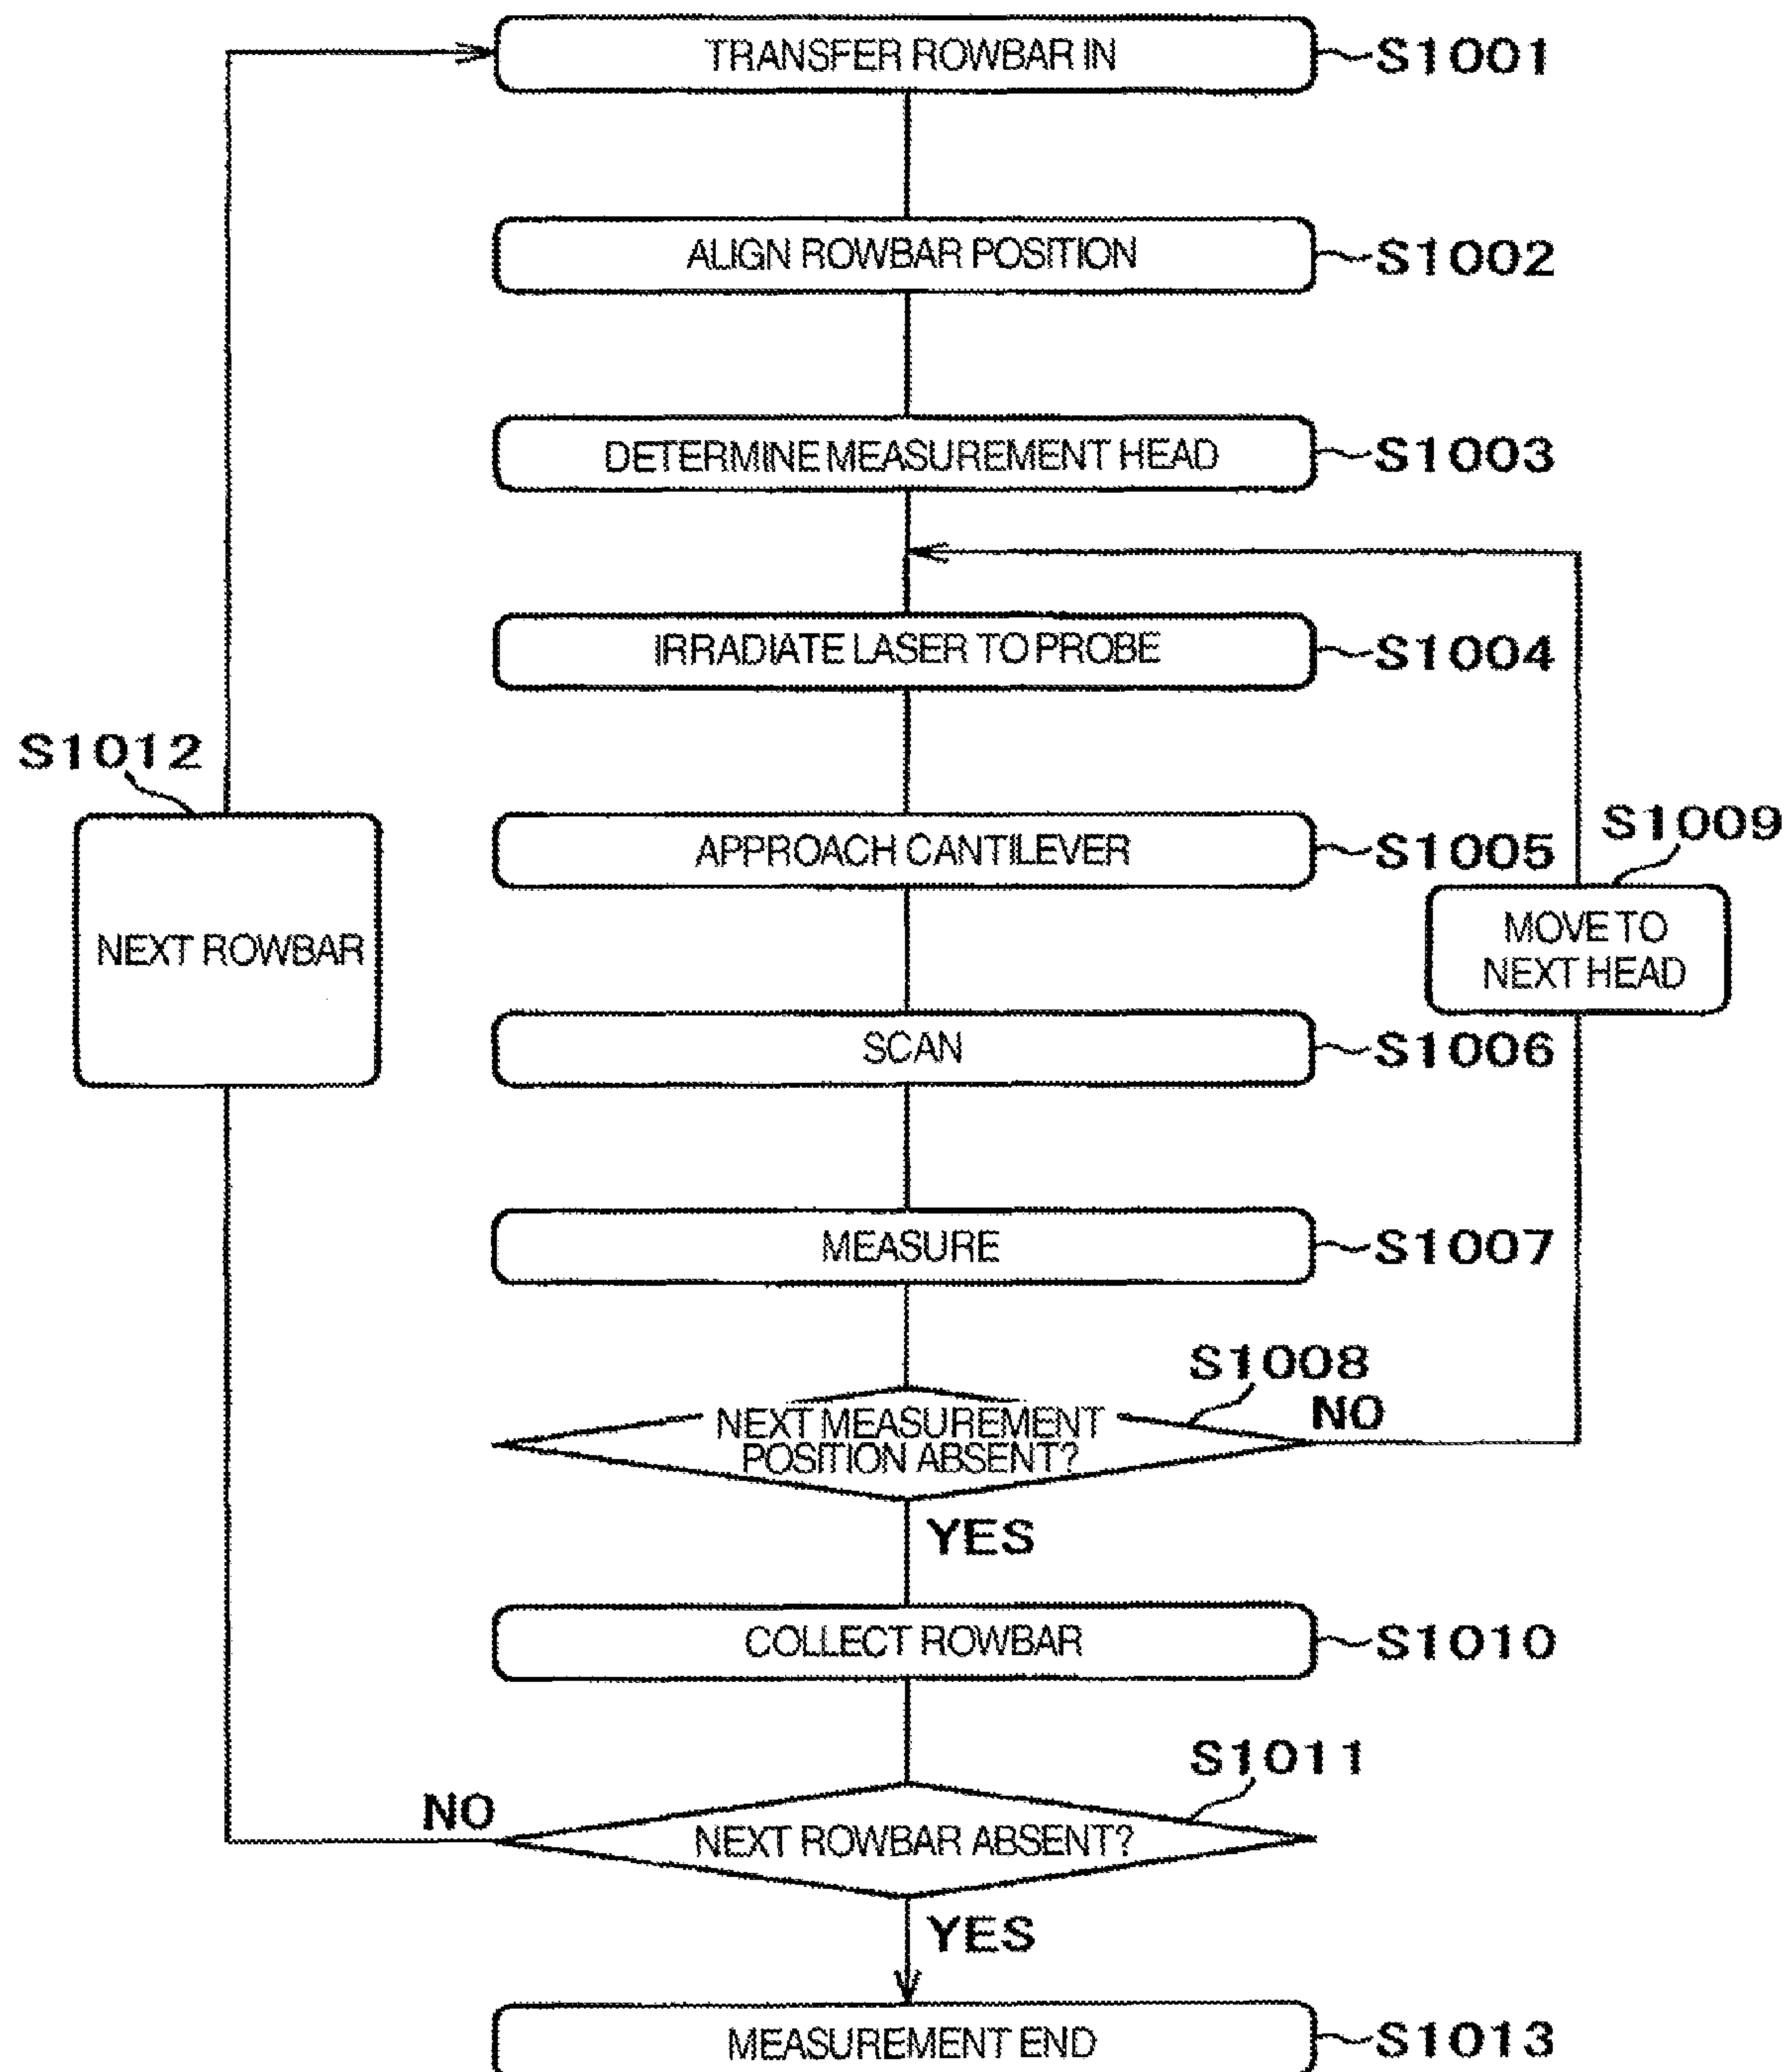 TRANSFER ROWBAR IN
S1001
ALIGN ROWBAR POSITION
S1002
DETERMINE MEASUREMENT HEAD
S1003
IRRADIATE LASER TO PROBE
S1004
S1012
NEXT ROWBAR
APPROACH CANTILEVER
S1005
S1009
MOVE TO
NEXT HEAD
SCAN
S1006
MEASURE
S1007
S1008
NEXT MEASUREMENT
POSITION ABSENT?
NO
YES
COLLECT ROWBAR
S1010
S1011
NO
NEXT ROWBAR ABSENT?
YES
MEASUREMENT END
S1013